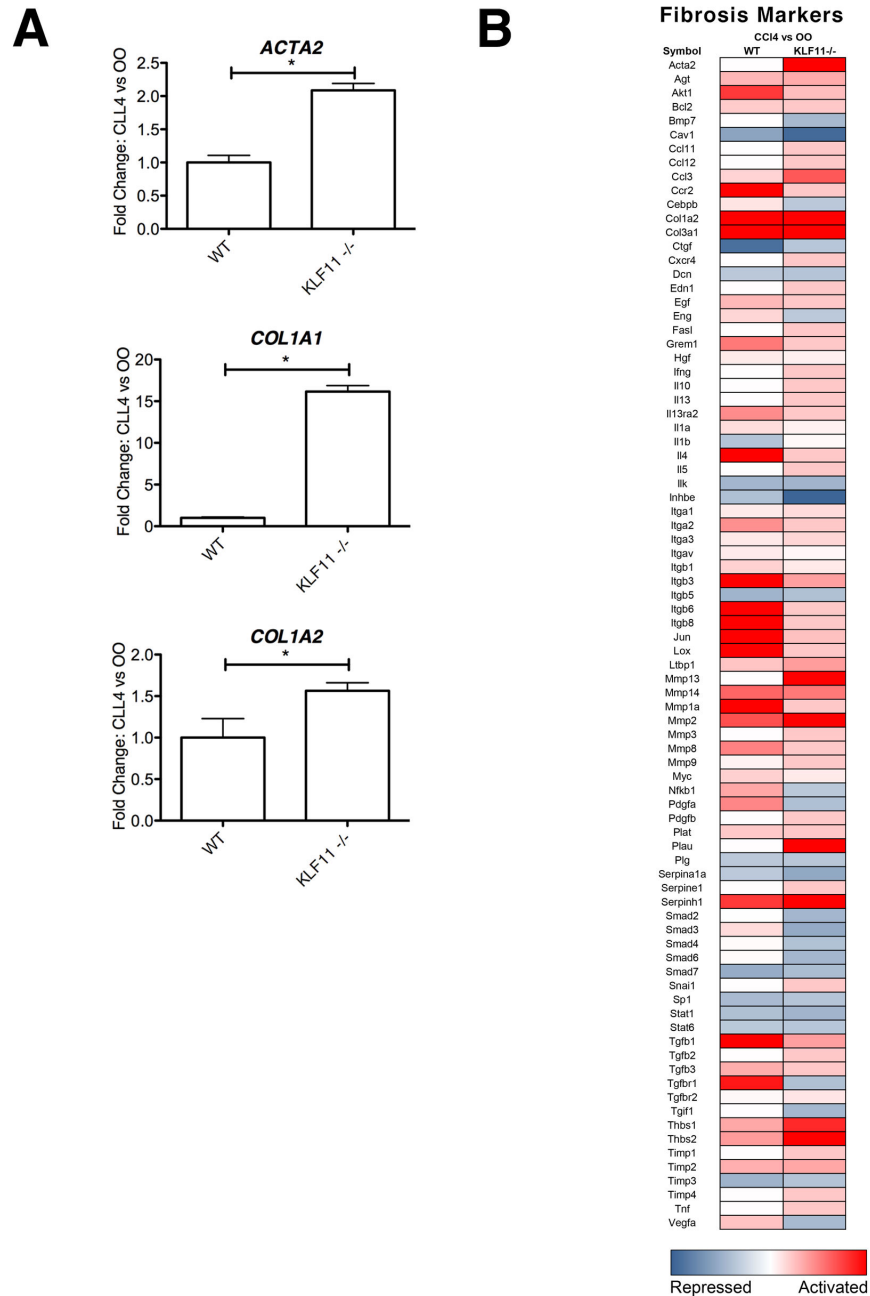 A
ACTA2
*
Fold Change: CLL4 vs OO
2.5
2.0
1.5
1.0
0.5
0.0
WT
KLF11 -/-
COL1A1
*
Fold Change: CLL4 vs OO
20
15
10
5
0
WT
KLF11 -/-
COL1A2
*
Fold Change: CLL4 vs OO
2.0
1.5
1.0
0.5
0.0
WT
KLF11 -/-
B
Fibrosis Markers
CCl4 vs OO
Symbol WT KLF11-/-
Acta2
Agt
Akt1
Bcl2
Bmp7
Cav1
Ccl11
Ccl12
Ccl3
Ccr2
Cebpb
Col1a2
Col3a1
Ctgf
Cxcr4
Dcn
Edn1
Egf
Eng
Fasl
Grem1
Hgf
Ifng
Il10
Il13
Il13ra2
Il1a
Il1b
Il4
Il5
Ilk
Inhbe
Itga1
Itga2
Itga3
Itgav
Itgb1
Itgb3
Itgb5
Itgb6
Itgb8
Jun
Lox
Ltbp1
Mmp13
Mmp14
Mmp1a
Mmp2
Mmp3
Mmp8
Mmp9
Myc
Nfkb1
Pdgfa
Pdgfb
Plat
Plau
Plg
Serpina1a
Serpine1
Serpinh1
Smad2
Smad3
Smad4
Smad6
Smad7
Snai1
Sp1
Stat1
Stat6
Tgfb1
Tgfb2
Tgfb3
Tgfbr1
Tgfbr2
Tgif1
Thbs1
Thbs2
Timp1
Timp2
Timp3
Timp4
Tnf
Vegfa
Repressed Activated